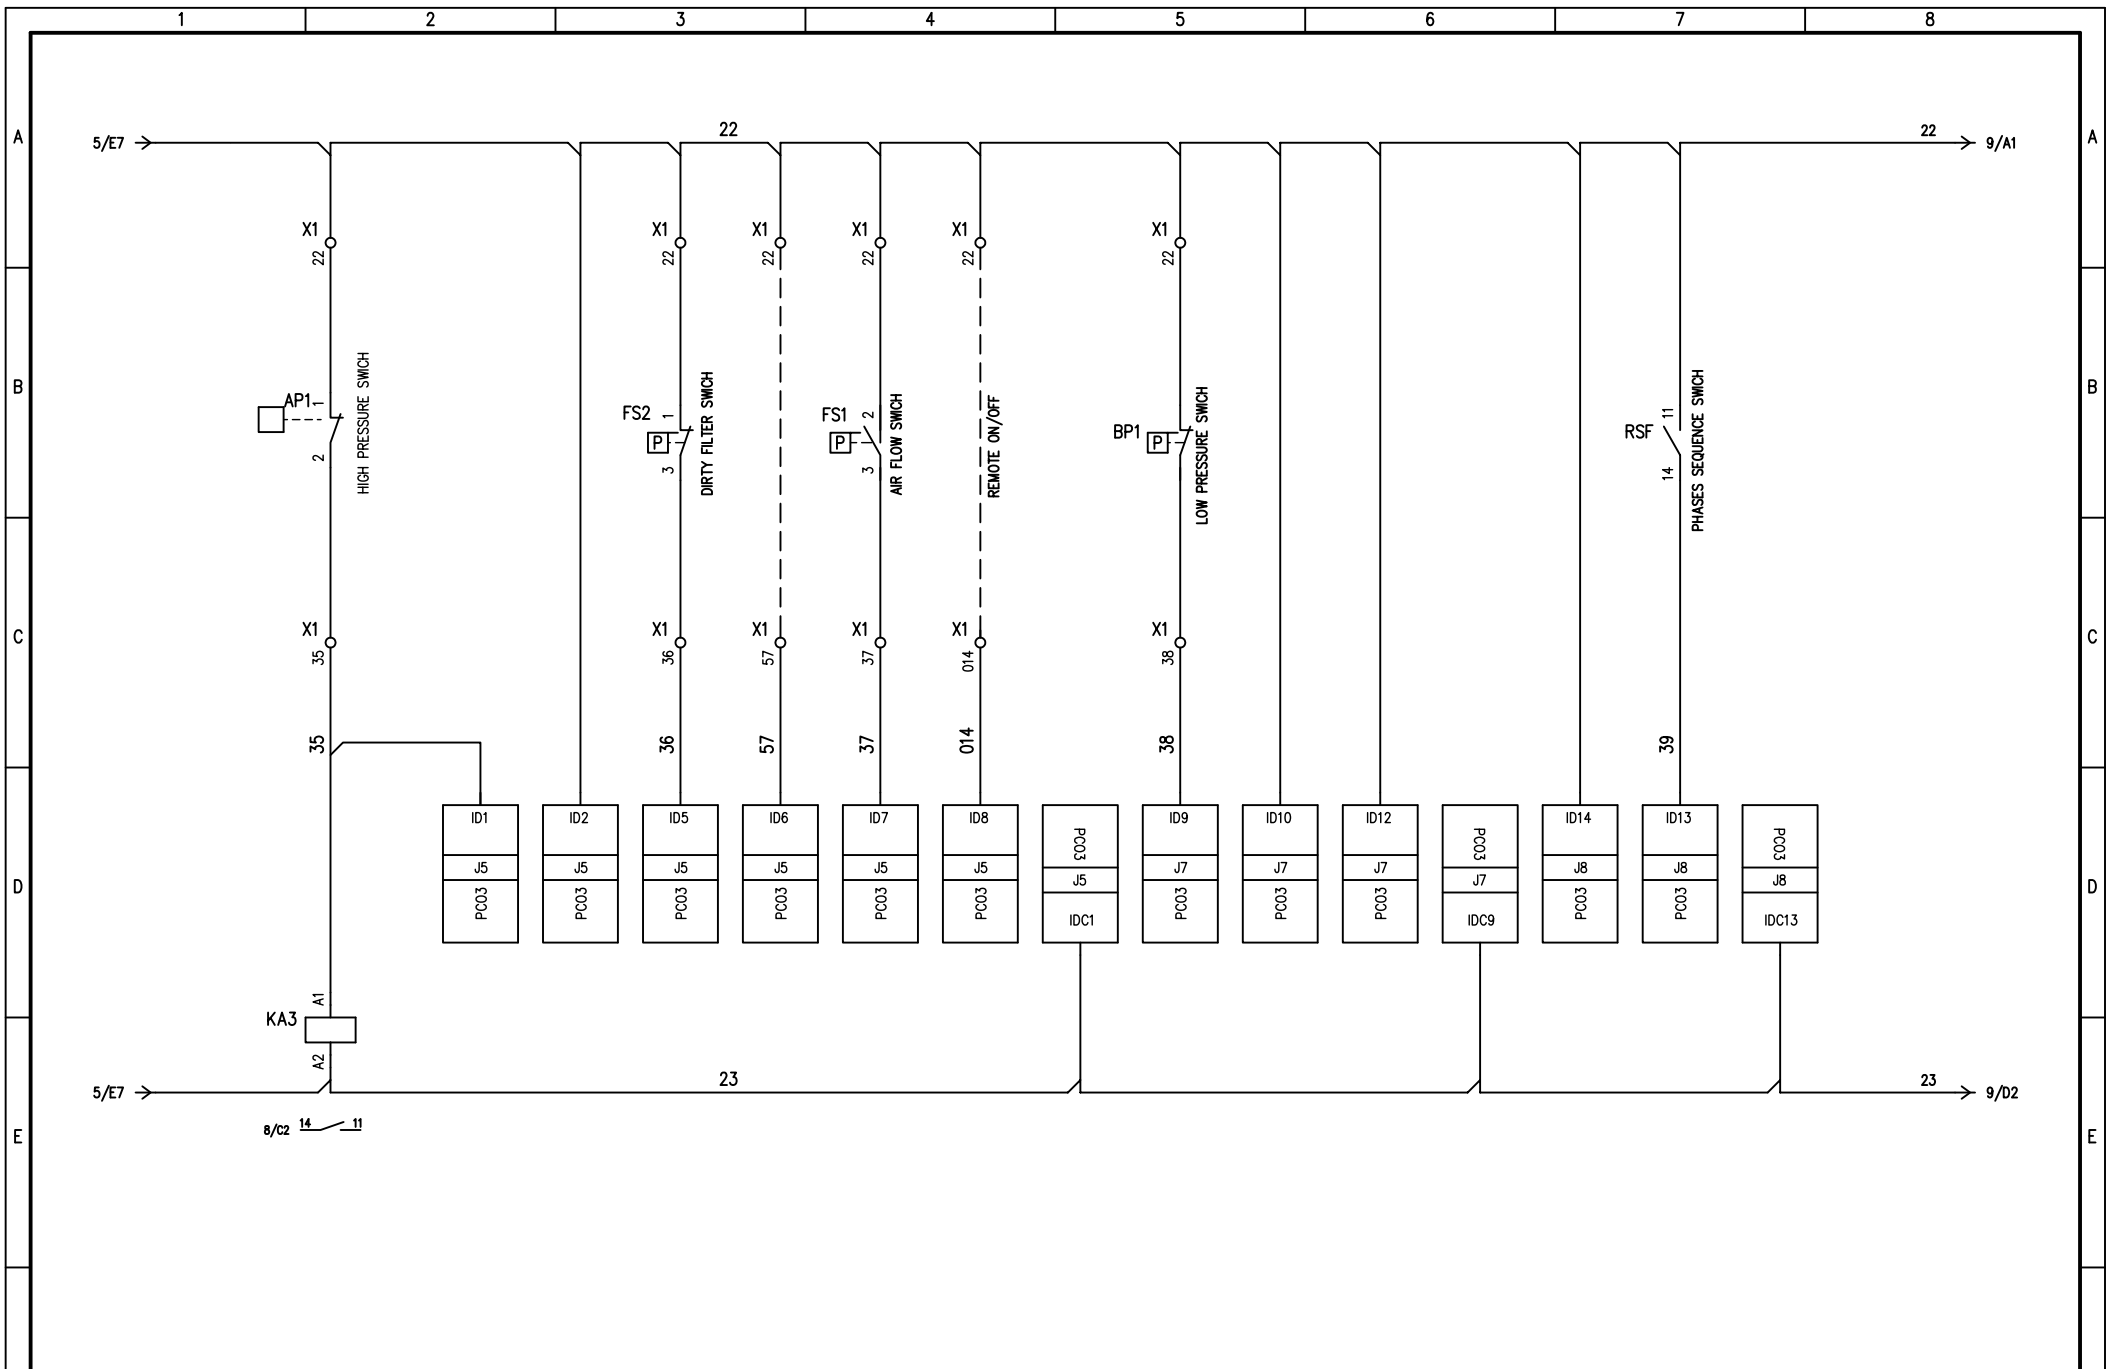 1 2 3 4 5 6 7 8
A A
5/E7 22 22 9/A1
X1 X1 X1 X1 X1 X1
22 22 22 22 22 22
B B
AP1 1 2 HIGH PRESSURE SWICH
FS2 1 3 P DIRTY FILTER SWICH
FS1 2 3 P AIR FLOW SWICH
REMOTE ON/OFF
BP1 P LOW PRESSURE SWICH
RSF 11 14 PHASES SEQUENCE SWICH
C C
X1 X1 X1 X1 X1 X1
35 36 57 37 014 38
35 36 57 37 014 38 39
D D
ID1 J5 PCO3
ID2 J5 PCO3
ID5 J5 PCO3
ID6 J5 PCO3
ID7 J5 PCO3
ID8 J5 PCO3
PCO3 J5 IDC1
ID9 J7 PCO3
ID10 J7 PCO3
ID12 J7 PCO3
PCO3 J7 IDC9
ID14 J8 PCO3
ID13 J8 PCO3
PCO3 J8 IDC13
KA3 A1 A2
5/E7 23 23 9/D2
8/C2 14 11
E E